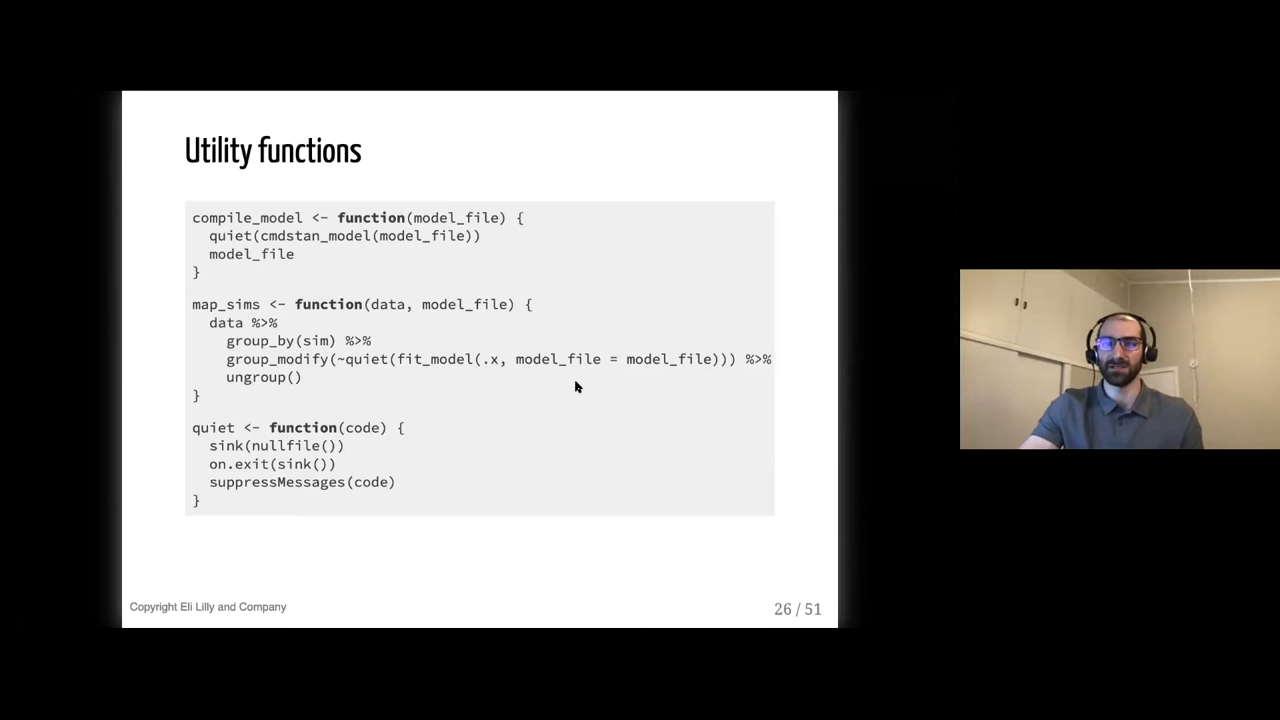 Utility functions
compile_model <- function(model_file) {
  quiet(cmdstan_model(model_file))
  model_file
}
map_sims <- function(data, model_file) {
  data %>%
    group_by(sim) %>%
    group_modify(~quiet(fit_model(.x, model_file = model_file))) %>%
    ungroup()
}
quiet <- function(code) {
  sink(nullfile())
  on.exit(sink())
  suppressMessages(code)
}
Copyright Eli Lilly and Company
26 / 51